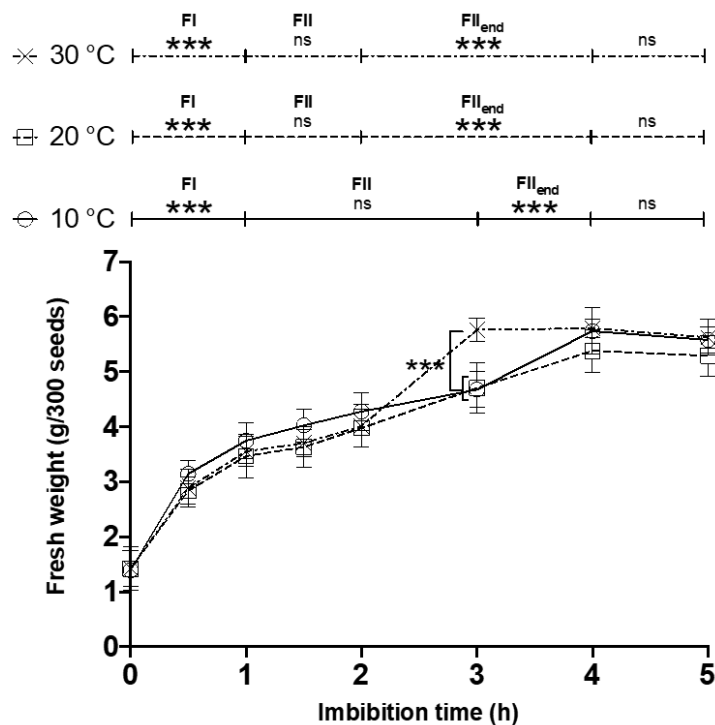 FI FII FIIend
30 °C *** ns *** ns
FI FII FIIend
20 °C *** ns *** ns
FI FII FIIend
10 °C *** ns *** ns
7
6
5
4
3
2
1
0
***
Fresh weight (g/300 seeds)
0 1 2 3 4 5
Imbibition time (h)